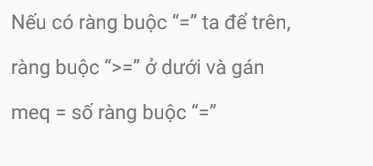 Nếu có ràng buộc “=” ta để trên,
ràng buộc “>=” ở dưới và gán
meq = số ràng buộc “=”